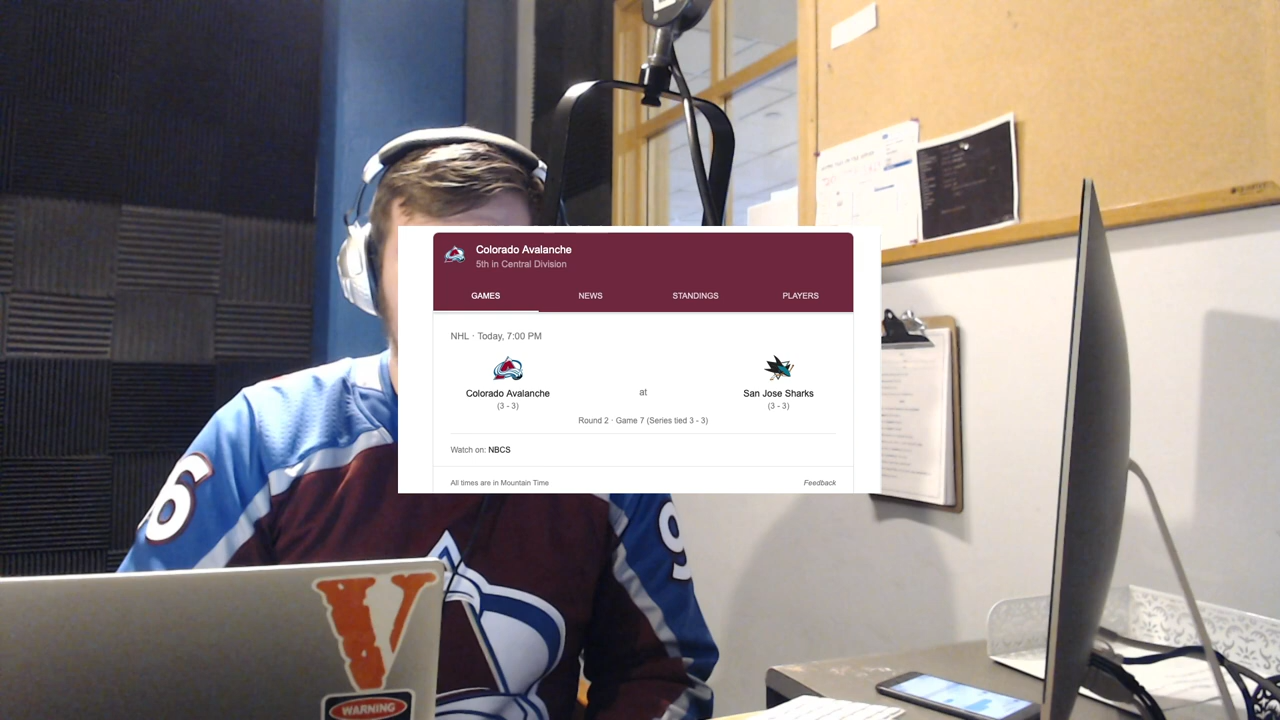 Colorado Avalanche
5th in Central Division
GAMES NEWS STANDINGS PLAYERS
NHL · Today, 7:00 PM
Colorado Avalanche at San Jose Sharks
(3 - 3) (3 - 3)
Round 2 · Game 7 (Series tied 3 - 3)
Watch on: NBCS
All times are in Mountain Time Feedback
6
9
V
WARNING